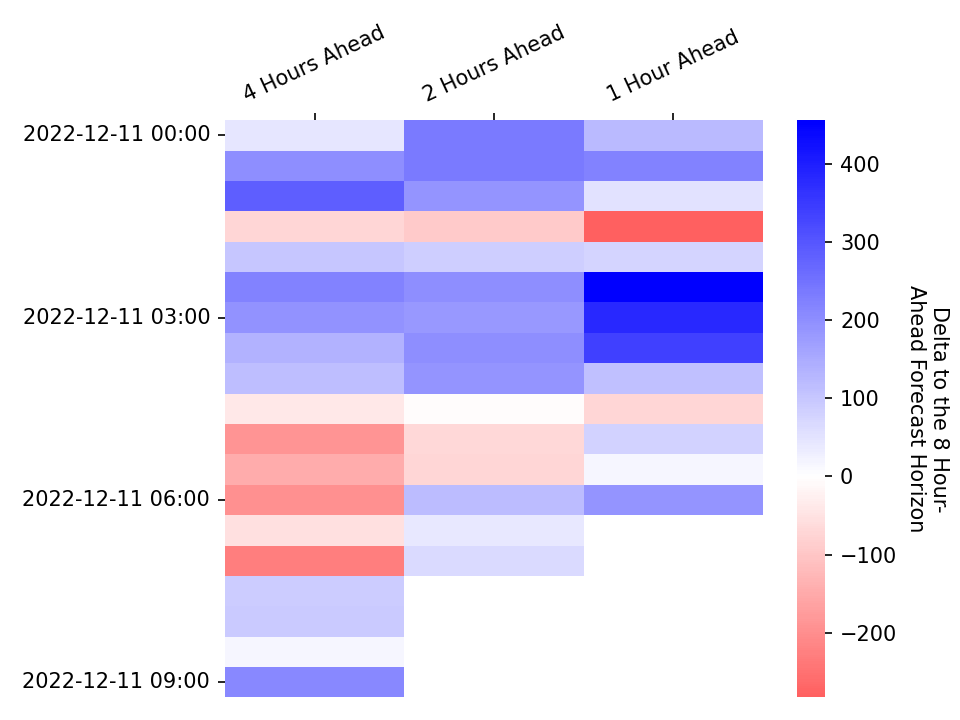 4 Hours Ahead
2 Hours Ahead
1 Hour Ahead
2022-12-11 00:00
2022-12-11 03:00
2022-12-11 06:00
2022-12-11 09:00
400
300
200
100
0
−100
−200
Delta to the 8 Hour-
Ahead Forecast Horizon